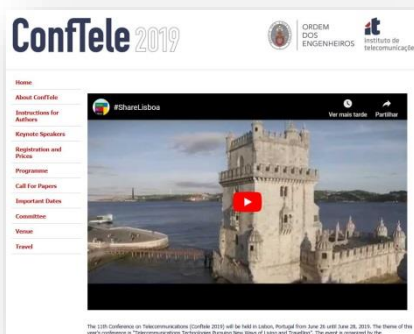 ConfTele 2019
ORDEM
DOS
ENGENHEIROS
it
instituto de
telecomunicaçõe
Home
About ConfTele
Instructions for
Authors
Keynote Speakers
Registration and
Prices
Programme
Call For Papers
Important Dates
Committee
Venue
Travel
#ShareLisboa
Ver mais tarde
Partilhar
The 11th Conference on Telecommunications (Conftele 2019) will be held in Lisbon, Portugal from June 26 until June 28, 2019. The theme of this
year's conference is "Telecommunications Technologies Pursuing New Ways of Living and Travelling". The event is organized by the